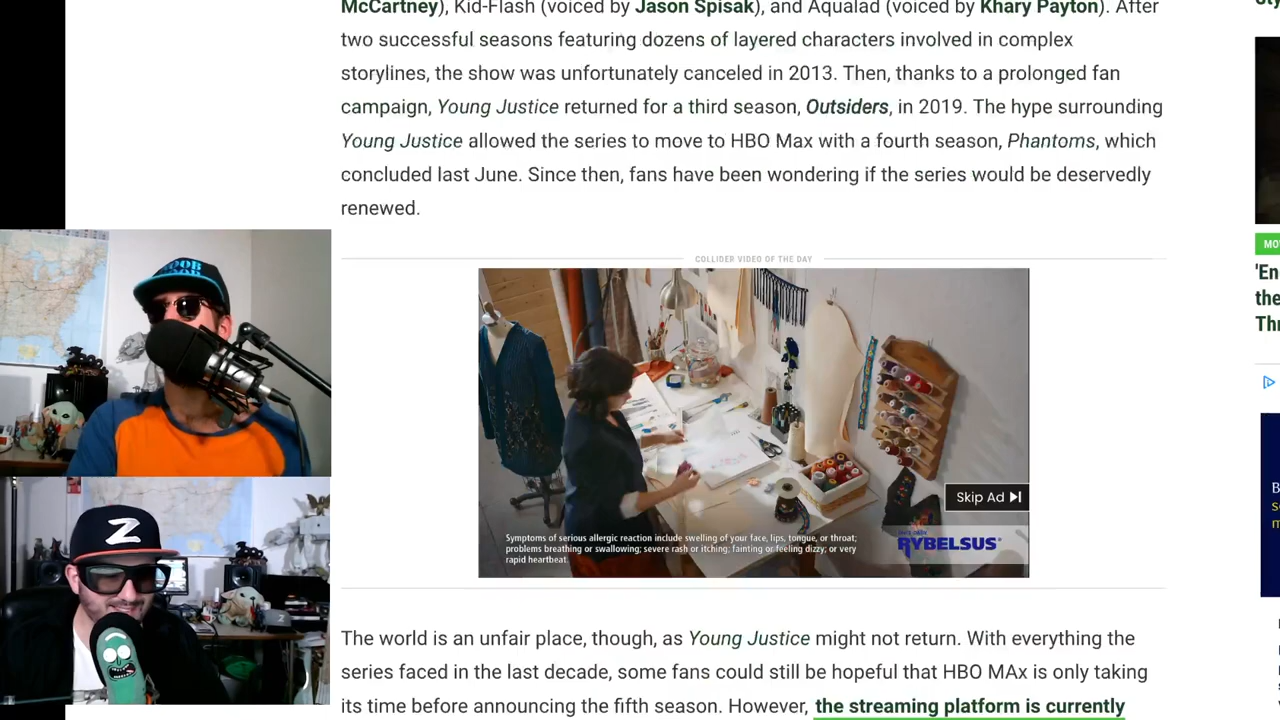 McCartney), Kid-Flash (voiced by Jason Spisak), and Aqualad (voiced by Khary Payton). After
two successful seasons featuring dozens of layered characters involved in complex
storylines, the show was unfortunately canceled in 2013. Then, thanks to a prolonged fan
campaign, Young Justice returned for a third season, Outsiders, in 2019. The hype surrounding
Young Justice allowed the series to move to HBO Max with a fourth season, Phantoms, which
concluded last June. Since then, fans have been wondering if the series would be deservedly
renewed.
COLLIDER VIDEO OF THE DAY
Skip Ad
Symptoms of serious allergic reaction include swelling of your face, lips, tongue, or throat;
problems breathing or swallowing; severe rash or itching; fainting or feeling dizzy; or very
rapid heartbeat.
RYBELSUS
The world is an unfair place, though, as Young Justice might not return. With everything the
series faced in the last decade, some fans could still be hopeful that HBO MAx is only taking
its time before announcing the fifth season. However, the streaming platform is currently
MO
'En
the
Thr
Z